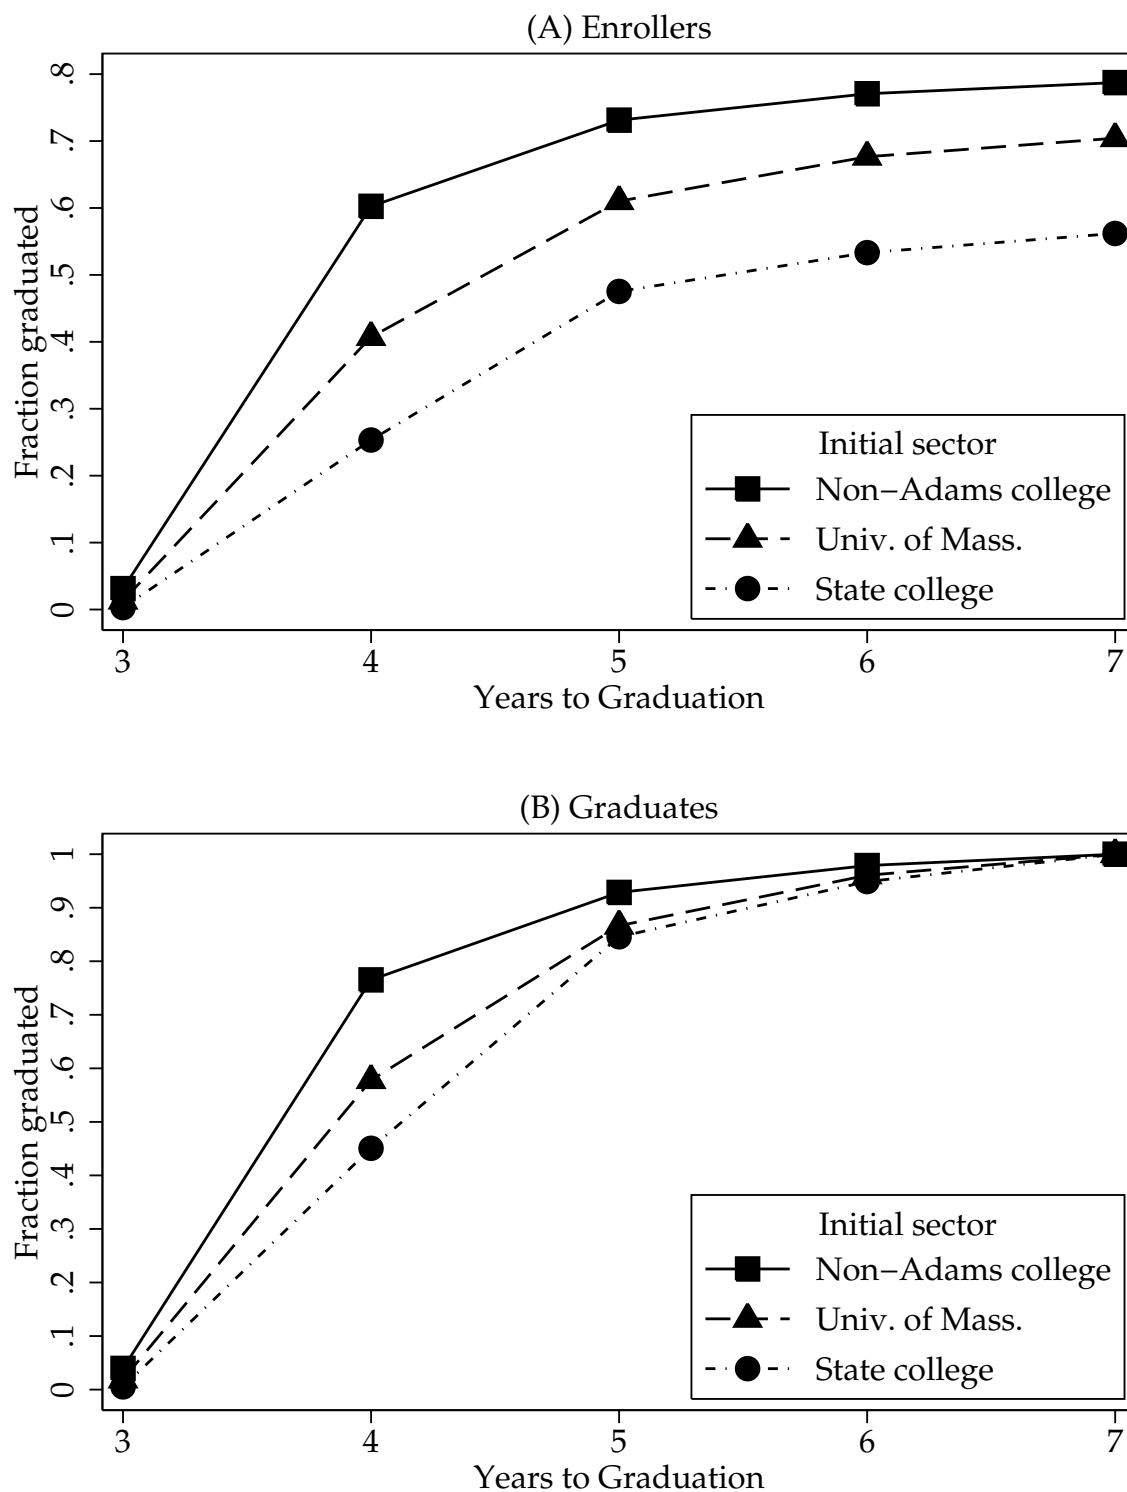 (A) Enrollers
Fraction graduated
.8
.7
.6
.5
.4
.3
.2
.1
0
Initial sector
Non–Adams college
Univ. of Mass.
State college
3 4 5 6 7
Years to Graduation
(B) Graduates
Fraction graduated
1
.9
.8
.7
.6
.5
.4
.3
.2
.1
0
Initial sector
Non–Adams college
Univ. of Mass.
State college
3 4 5 6 7
Years to Graduation